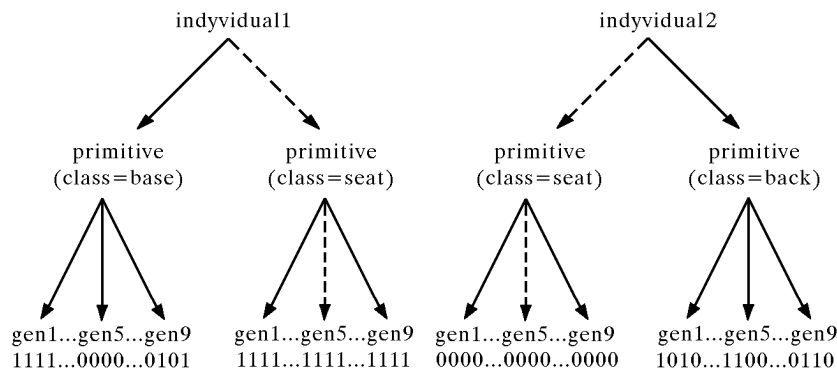 indyvidual1 indyvidual2
primitive primitive primitive primitive
(class=base) (class=seat) (class=seat) (class=back)
gen1...gen5...gen9 gen1...gen5...gen9 gen1...gen5...gen9 gen1...gen5...gen9
1111...0000...0101 1111...1111...1111 0000...0000...0000 1010...1100...0110